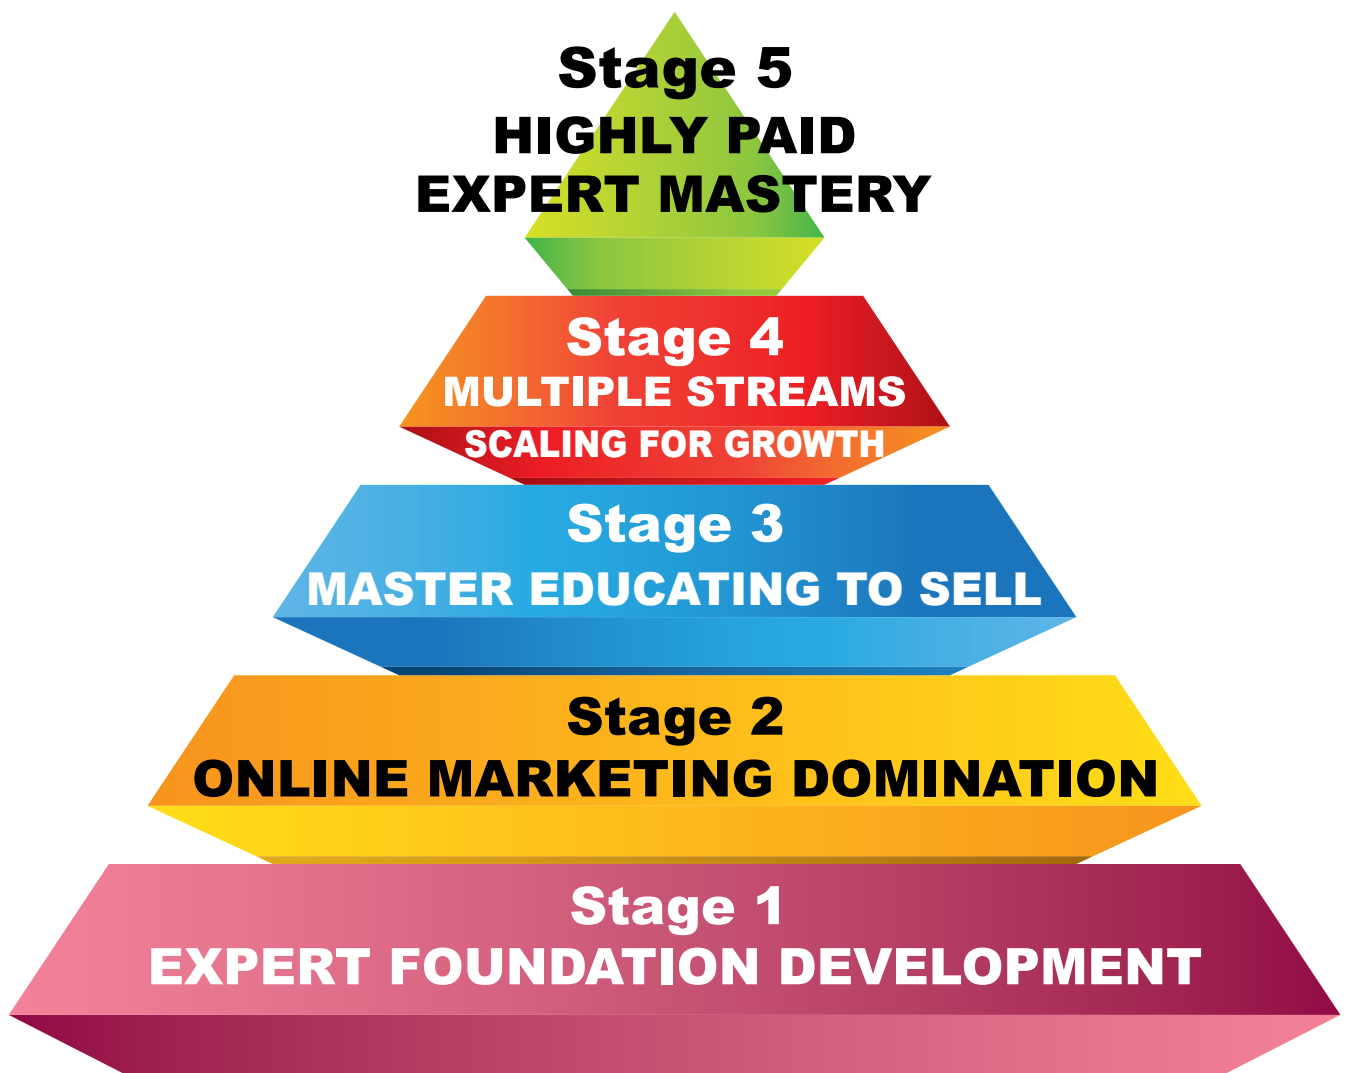 Stage 5
HIGHLY PAID
EXPERT MASTERY
Stage 4
MULTIPLE STREAMS
SCALING FOR GROWTH
Stage 3
MASTER EDUCATING TO SELL
Stage 2
ONLINE MARKETING DOMINATION
Stage 1
EXPERT FOUNDATION DEVELOPMENT